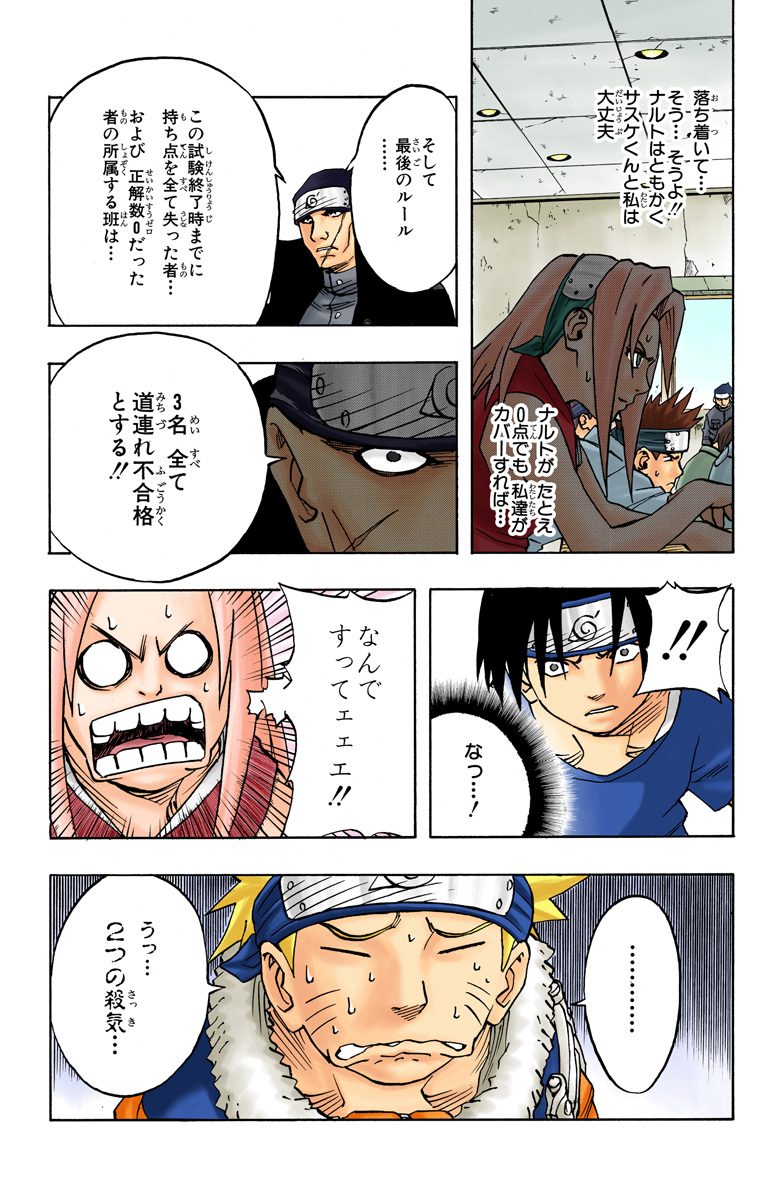 落ち着いて…
そう…そうよ!!
ナルトはともかく
サスケくんと私は
大丈夫
ナルトが たとえ
0点でも 私達が
カバーすれば…
そして
最後のルール
……
この試験終了時までに
持ち点を全て失った者…
および 正解数0だった
者の所属する班は…
3名 全て
道連れ不合格
とする!!
!!
なっ…!
なんで
すってェェエ!!
…………
うっ…
2つの殺気…